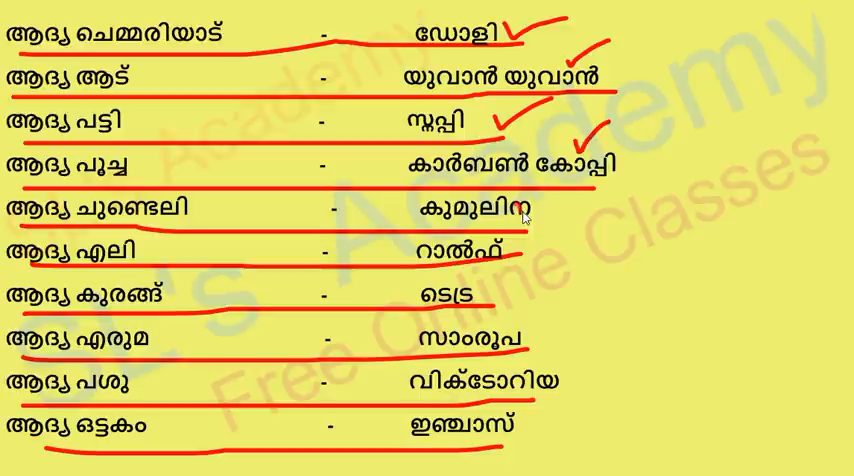 ആദ്യ ചെമ്മരിയാട് - ഡോളി
ആദ്യ ആട് - യുവാൻ യുവാൻ
ആദ്യ പട്ടി - സ്നപ്പി
ആദ്യ പൂച്ച - കാർബൺ കോപ്പി
ആദ്യ ചുണ്ടെലി - കുമുലിന
ആദ്യ എലി - റാൽഫ്
ആദ്യ കുരങ്ങ് - ടെട്ര
ആദ്യ എരുമ - സാംരൂപ
ആദ്യ പശു - വിക്ടോറിയ
ആദ്യ ഒട്ടകം - ഇഞ്ചാസ്
SL's Academy
Free Online Classes